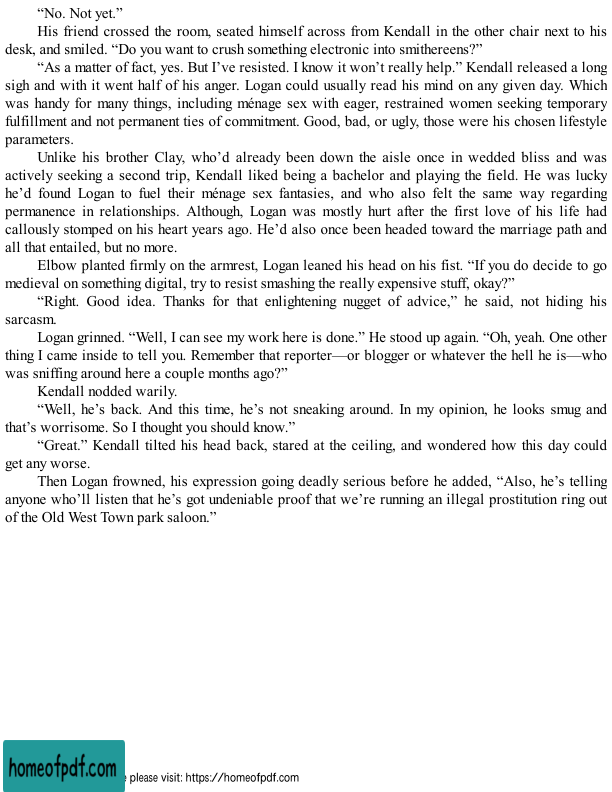 “No. Not yet.”
His friend crossed the room, seated himself across from Kendall in the other chair next to his
desk, and smiled. “Do you want to crush something electronic into smithereens?”
“As a matter of fact, yes. But I’ve resisted. I know it won’t really help.” Kendall released a long
sigh and with it went half of his anger. Logan could usually read his mind on any given day. Which
was handy for many things, including ménage sex with eager, restrained women seeking temporary
fulfillment and not permanent ties of commitment. Good, bad, or ugly, those were his chosen lifestyle
parameters.
Unlike his brother Clay, who’d already been down the aisle once in wedded bliss and was
actively seeking a second trip, Kendall liked being a bachelor and playing the field. He was lucky
he’d found Logan to fuel their ménage sex fantasies, and who also felt the same way regarding
permanence in relationships. Although, Logan was mostly hurt after the first love of his life had
callously stomped on his heart years ago. He’d also once been headed toward the marriage path and
all that entailed, but no more.
Elbow planted firmly on the armrest, Logan leaned his head on his fist. “If you do decide to go
medieval on something digital, try to resist smashing the really expensive stuff, okay?”
“Right. Good idea. Thanks for that enlightening nugget of advice,” he said, not hiding his
sarcasm.
Logan grinned. “Well, I can see my work here is done.” He stood up again. “Oh, yeah. One other
thing I came inside to tell you. Remember that reporter—or blogger or whatever the hell he is—who
was sniffing around here a couple months ago?”
Kendall nodded warily.
“Well, he’s back. And this time, he’s not sneaking around. In my opinion, he looks smug and
that’s worrisome. So I thought you should know.”
“Great.” Kendall tilted his head back, stared at the ceiling, and wondered how this day could
get any worse.
Then Logan frowned, his expression going deadly serious before he added, “Also, he’s telling
anyone who’ll listen that he’s got undeniable proof that we’re running an illegal prostitution ring out
of the Old West Town park saloon.”
homeofpdf.com
please visit: https://homeofpdf.com